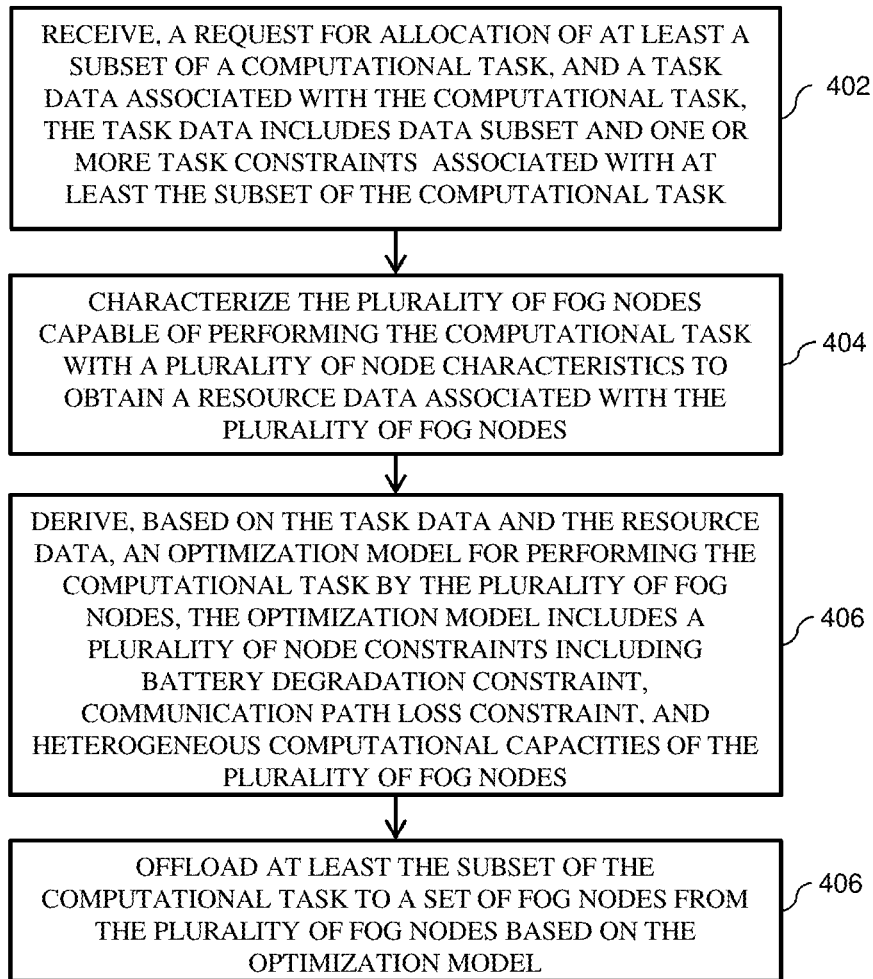 RECEIVE, A REQUEST FOR ALLOCATION OF AT LEAST A
SUBSET OF A COMPUTATIONAL TASK, AND A TASK
DATA ASSOCIATED WITH THE COMPUTATIONAL TASK,
THE TASK DATA INCLUDES DATA SUBSET AND ONE OR
MORE TASK CONSTRAINTS ASSOCIATED WITH AT
LEAST THE SUBSET OF THE COMPUTATIONAL TASK
402
CHARACTERIZE THE PLURALITY OF FOG NODES
CAPABLE OF PERFORMING THE COMPUTATIONAL TASK
WITH A PLURALITY OF NODE CHARACTERISTICS TO
OBTAIN A RESOURCE DATA ASSOCIATED WITH THE
PLURALITY OF FOG NODES
404
DERIVE, BASED ON THE TASK DATA AND THE RESOURCE
DATA, AN OPTIMIZATION MODEL FOR PERFORMING THE
COMPUTATIONAL TASK BY THE PLURALITY OF FOG
NODES, THE OPTIMIZATION MODEL INCLUDES A
PLURALITY OF NODE CONSTRAINTS INCLUDING
BATTERY DEGRADATION CONSTRAINT,
COMMUNICATION PATH LOSS CONSTRAINT, AND
HETEROGENEOUS COMPUTATIONAL CAPACITIES OF THE
PLURALITY OF FOG NODES
406
OFFLOAD AT LEAST THE SUBSET OF THE
COMPUTATIONAL TASK TO A SET OF FOG NODES FROM
THE PLURALITY OF FOG NODES BASED ON THE
OPTIMIZATION MODEL
406